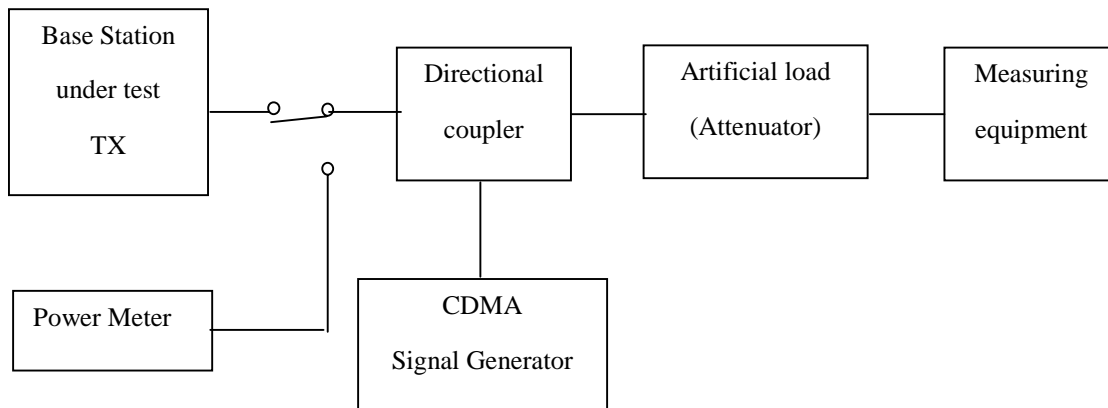 Base Station
under test
TX
Directional
coupler
Artificial load
(Attenuator)
Measuring
equipment
Power Meter
CDMA
Signal Generator